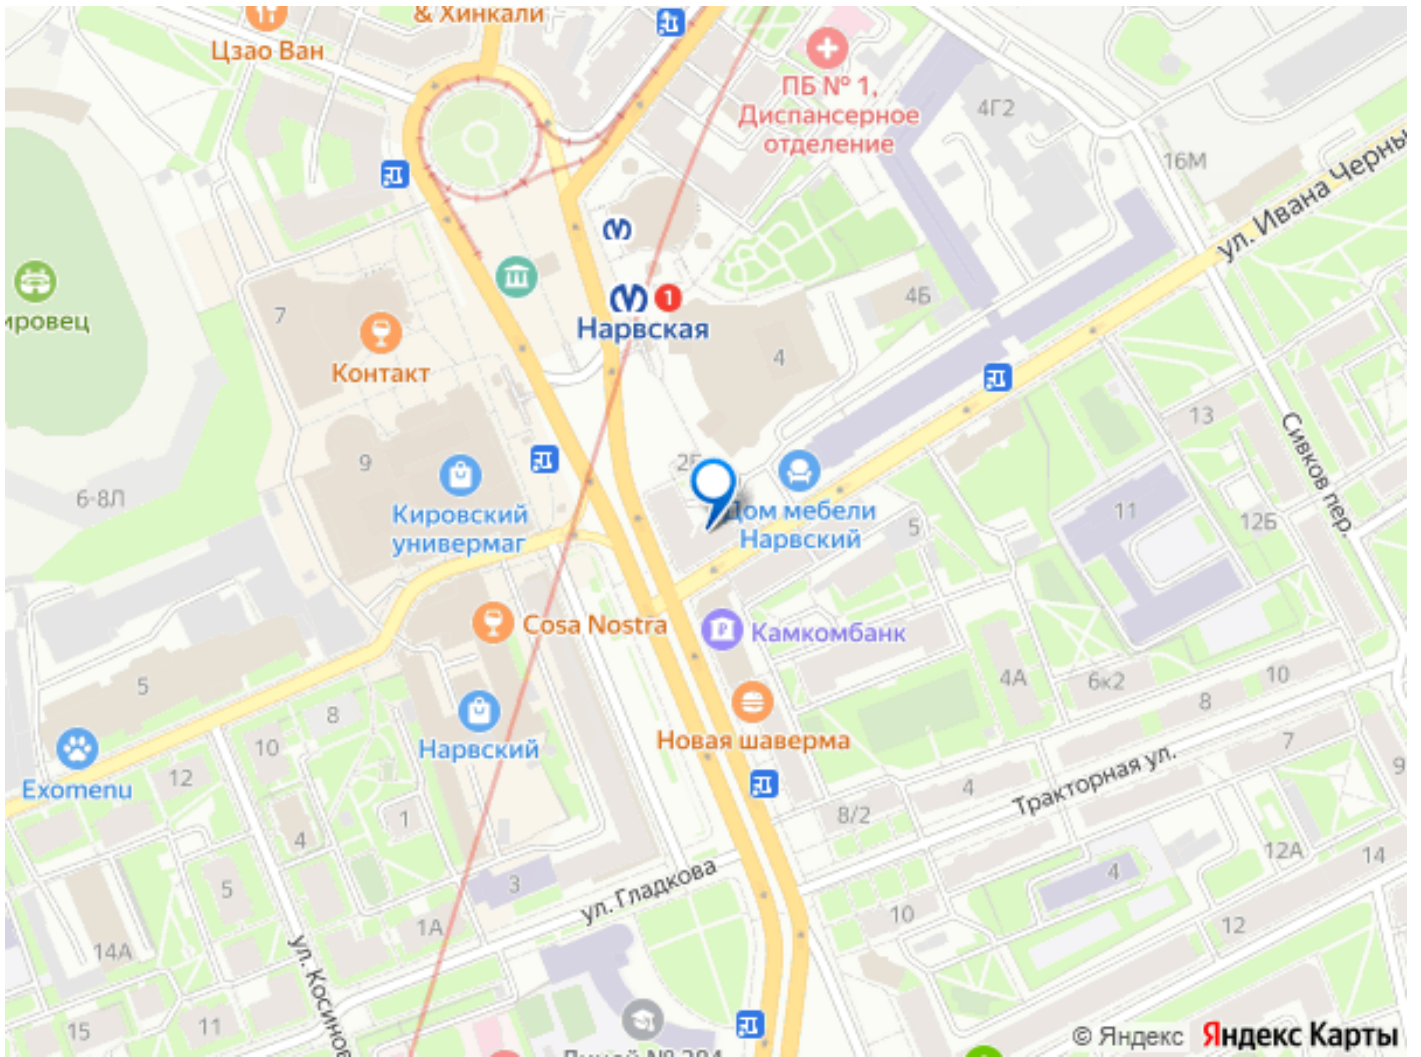 & Хинкали
Цзао Ван
ПБ № 1,
Диспансерное
отделение
4Г2
16М
ул. Ивана Черны
7
ировец
Контакт
1
Нарвская
4Б
4
13
Сивков пер.
9
6-8Л
2Б
Кировский
универмаг
Дом мебели
Нарвский
5
11
12Б
Cosa Nostra
Камкомбанк
5
8
4А
6к2
8
10
10
Нарвский
Новая шаверма
7
9
12
Exomenu
4
1
8/2
4
Тракторная ул.
12А
14
5
3
ул. Гладкова
4
14А
1А
10
12
ул. Косинов
15
11
© Яндекс
Яндекс Карты